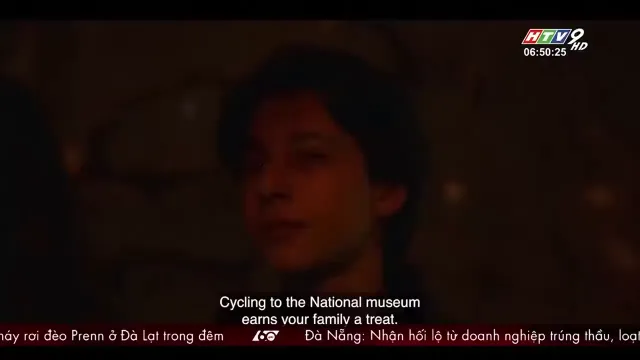 HTV9 HD
06:50:25
Cycling to the National museum
earns your family a treat.
máy rơi đèo Prenn ở Đà Lạt trong đêm 60 Đà Nẵng: Nhận hối lộ từ doanh nghiệp trúng thầu, loạt